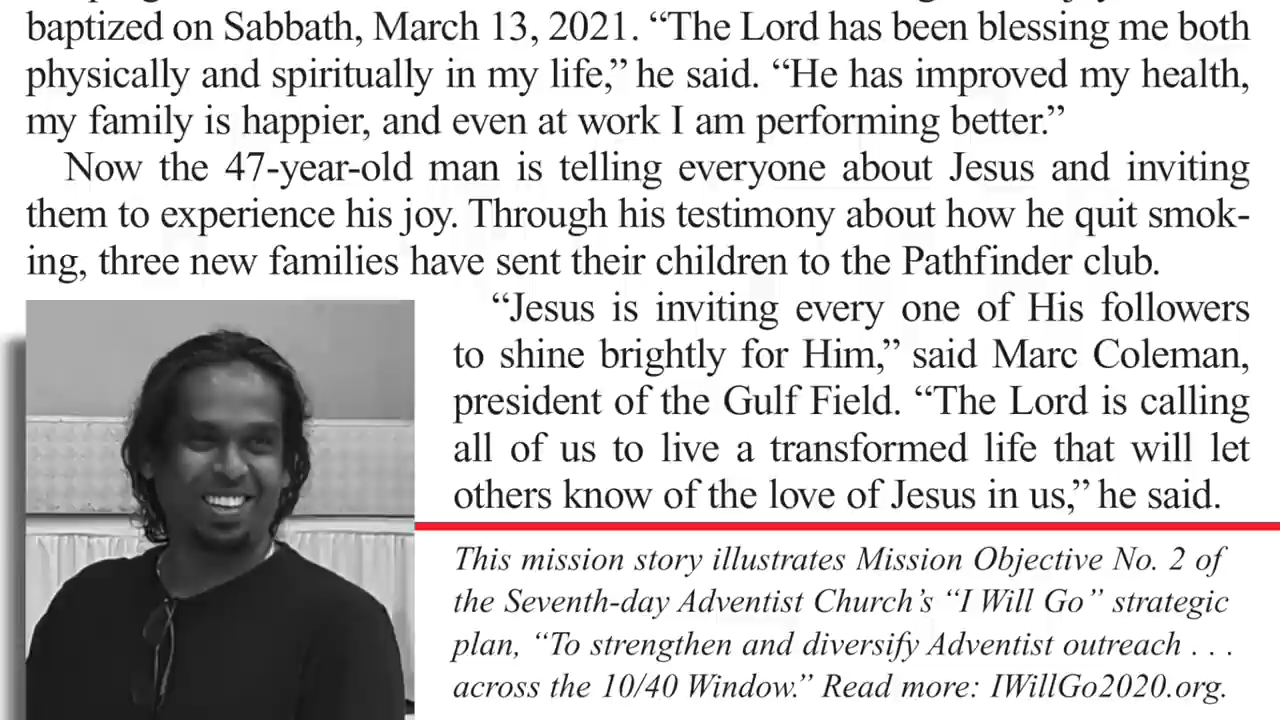 baptized on Sabbath, March 13, 2021. “The Lord has been blessing me both
physically and spiritually in my life,” he said. “He has improved my health,
my family is happier, and even at work I am performing better.”
Now the 47-year-old man is telling everyone about Jesus and inviting
them to experience his joy. Through his testimony about how he quit smok-
ing, three new families have sent their children to the Pathfinder club.
“Jesus is inviting every one of His followers
to shine brightly for Him,” said Marc Coleman,
president of the Gulf Field. “The Lord is calling
all of us to live a transformed life that will let
others know of the love of Jesus in us,” he said.
This mission story illustrates Mission Objective No. 2 of
the Seventh-day Adventist Church’s “I Will Go” strategic
plan, “To strengthen and diversify Adventist outreach . . .
across the 10/40 Window.” Read more: IWillGo2020.org.